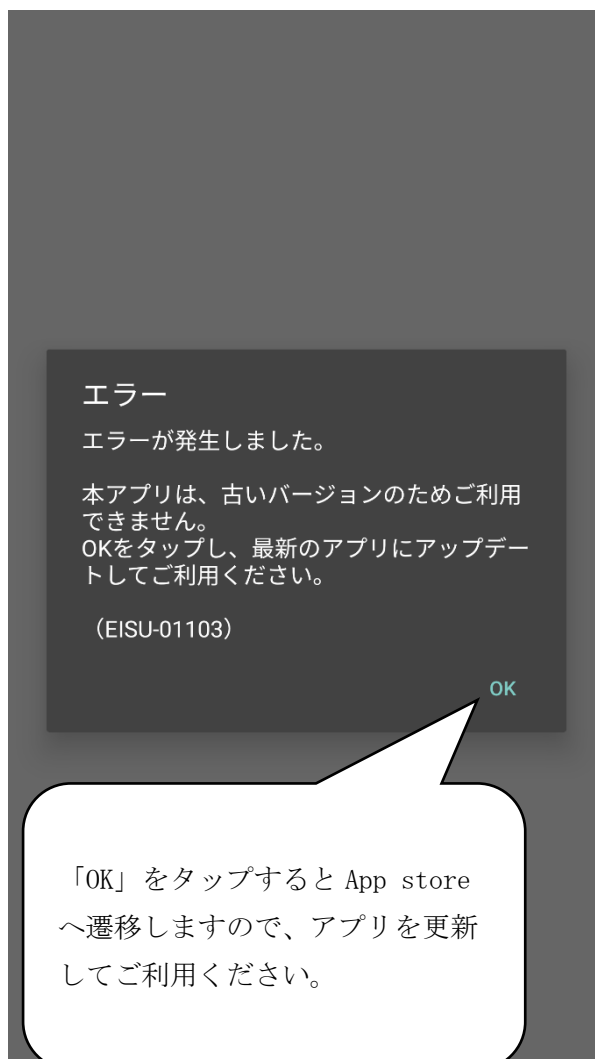 エラー
エラーが発生しました。
本アプリは、古いバージョンのためご利用
できません。
OKをタップし、最新のアプリにアップデー
トしてご利用ください。
（EISU-01103）
OK
「OK」をタップすると App store
へ遷移しますので、アプリを更新
してご利用ください。